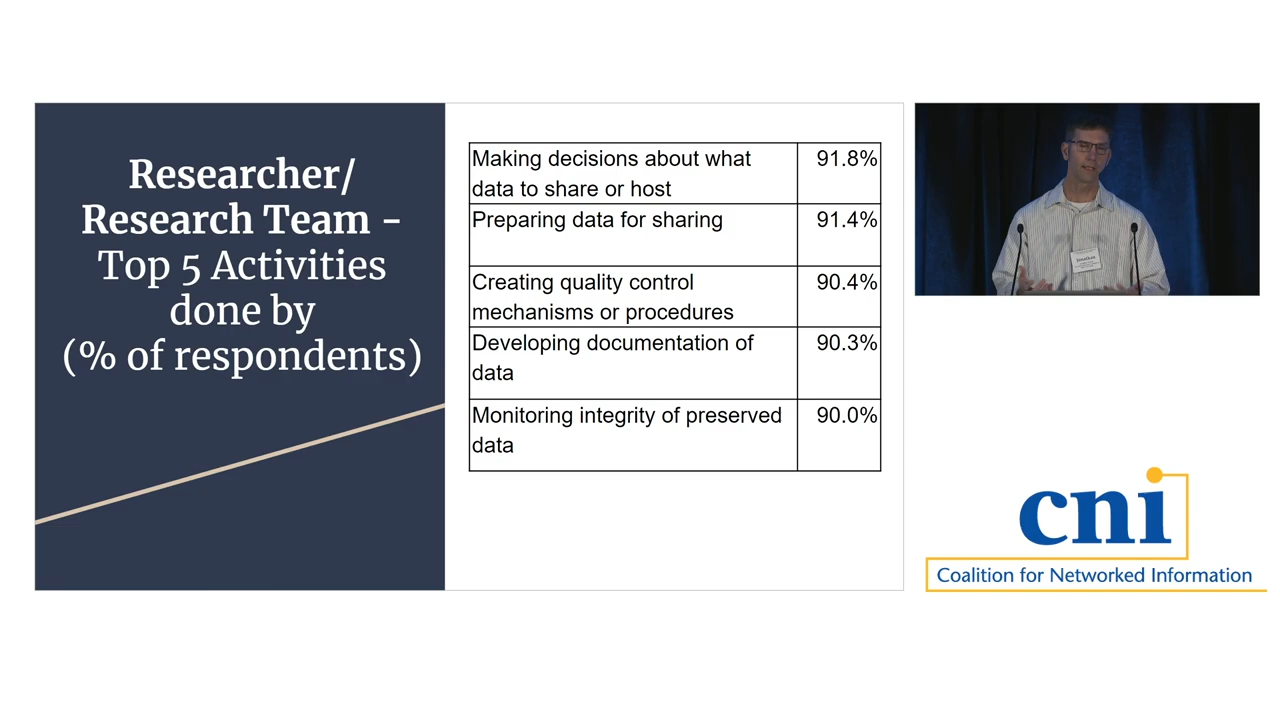 Researcher/
Research Team -
Top 5 Activities
done by
(% of respondents)
Making decisions about what
data to share or host
91.8%
Preparing data for sharing
91.4%
Creating quality control
mechanisms or procedures
90.4%
Developing documentation of
data
90.3%
Monitoring integrity of preserved
data
90.0%
Jonathan
cni
Coalition for Networked Information